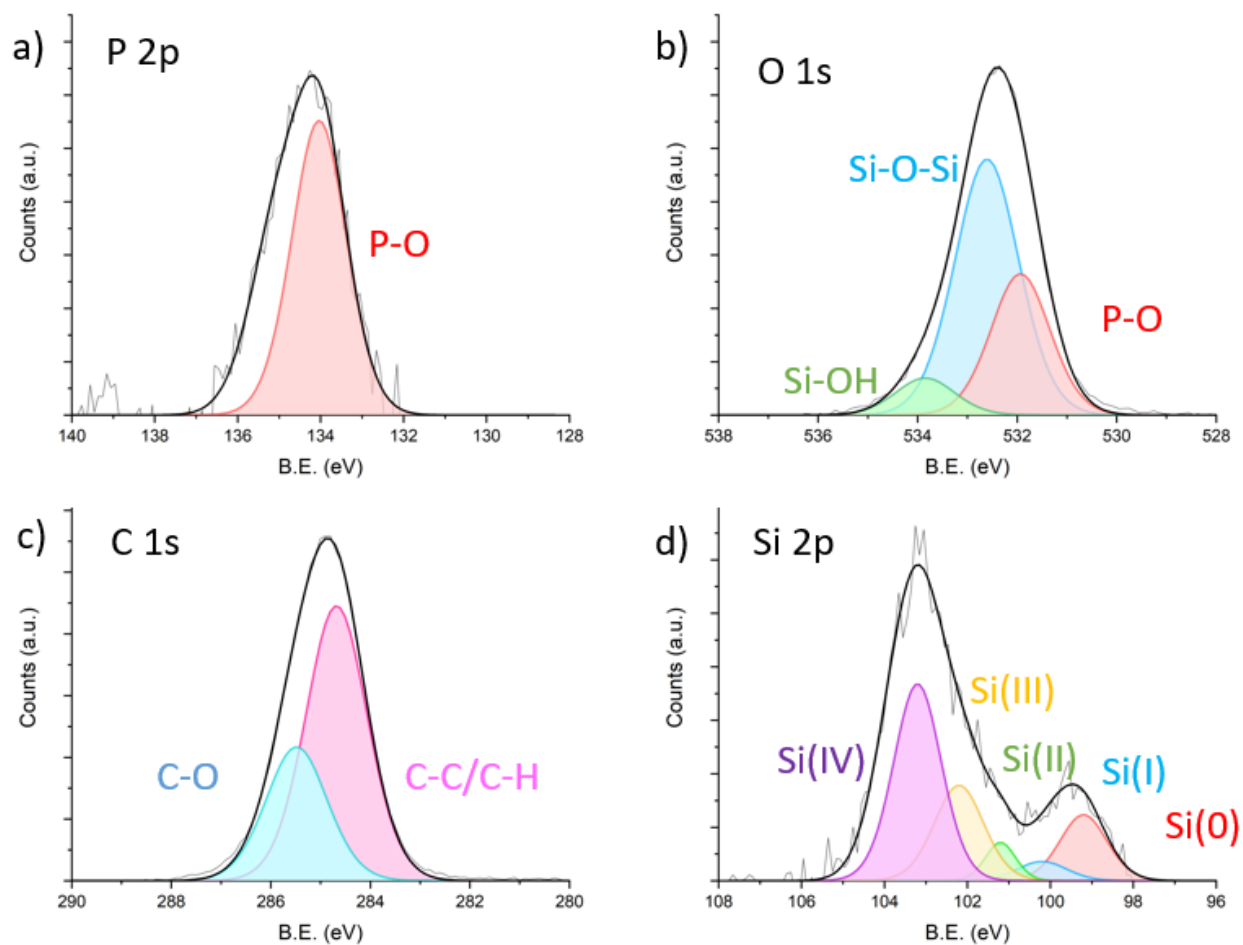 a)
P 2p
P-O
Counts (a.u.)
140 138 136 134 132 130 128
B.E. (eV)
b)
O 1s
Si-O-Si
P-O
Si-OH
Counts (a.u.)
538 536 534 532 530 528
B.E. (eV)
c)
C 1s
C-O
C-C/C-H
Counts (a.u.)
290 288 286 284 282 280
B.E. (eV)
d)
Si 2p
Si(III)
Si(II)
Si(IV)
Si(I)
Si(0)
Counts (a.u.)
108 106 104 102 100 98 96
B.E. (eV)